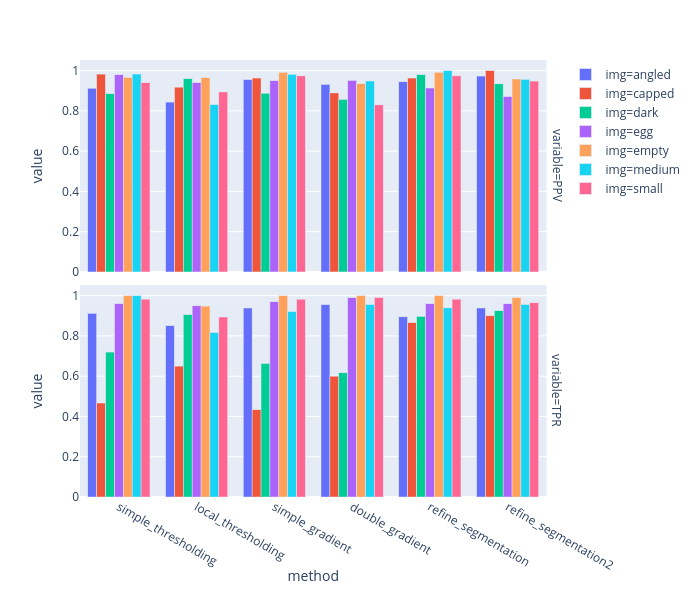 1
0.8
0.6
0.4
0.2
0
value
variable=PPV
1
0.8
0.6
0.4
0.2
0
value
variable=TPR
simple_thresholding
local_thresholding
simple_gradient
double_gradient
refine_segmentation
refine_segmentation2
method
img=angled
img=capped
img=dark
img=egg
img=empty
img=medium
img=small